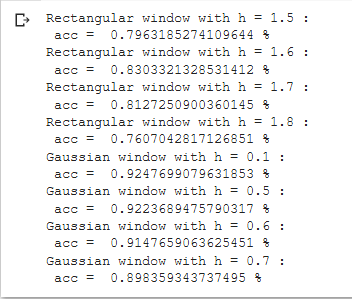 Rectangular window with h = 1.5 :
acc = 0.7963185274109644 %
Rectangular window with h = 1.6 :
acc = 0.8303321328531412 %
Rectangular window with h = 1.7 :
acc = 0.8127250900360145 %
Rectangular window with h = 1.8 :
acc = 0.7607042817126851 %
Gaussian window with h = 0.1 :
acc = 0.9247699079631853 %
Gaussian window with h = 0.5 :
acc = 0.9223689475790317 %
Gaussian window with h = 0.6 :
acc = 0.9147659063625451 %
Gaussian window with h = 0.7 :
acc = 0.898359343737495 %